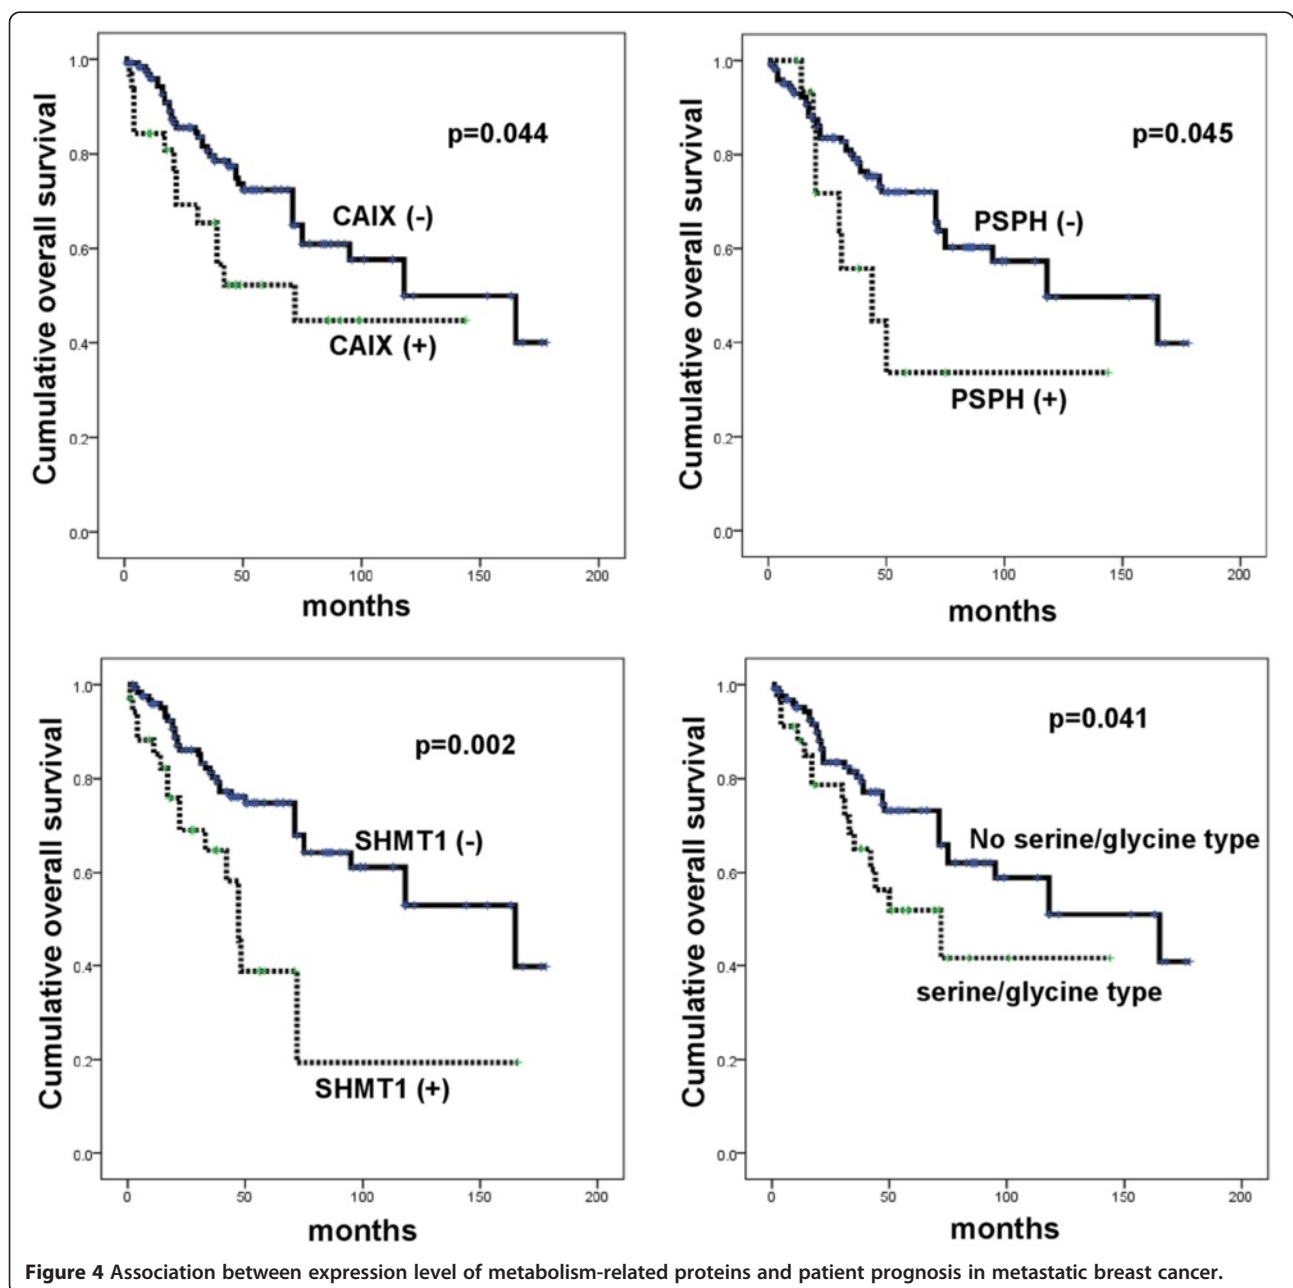 Cumulative overall survival
1.0
0.8
0.6
0.4
0.2
0.0
p=0.044
CAIX (-)
CAIX (+)
0 50 100 150 200
months
Cumulative overall survival
1.0
0.8
0.6
0.4
0.2
0.0
p=0.045
PSPH (-)
PSPH (+)
0 50 100 150 200
months
Cumulative overall survival
1.0
0.8
0.6
0.4
0.2
0.0
p=0.002
SHMT1 (-)
SHMT1 (+)
0 50 100 150 200
months
Cumulative overall survival
1.0
0.8
0.6
0.4
0.2
0.0
p=0.041
No serine/glycine type
serine/glycine type
0 50 100 150 200
months
Figure 4 Association between expression level of metabolism-related proteins and patient prognosis in metastatic breast cancer.